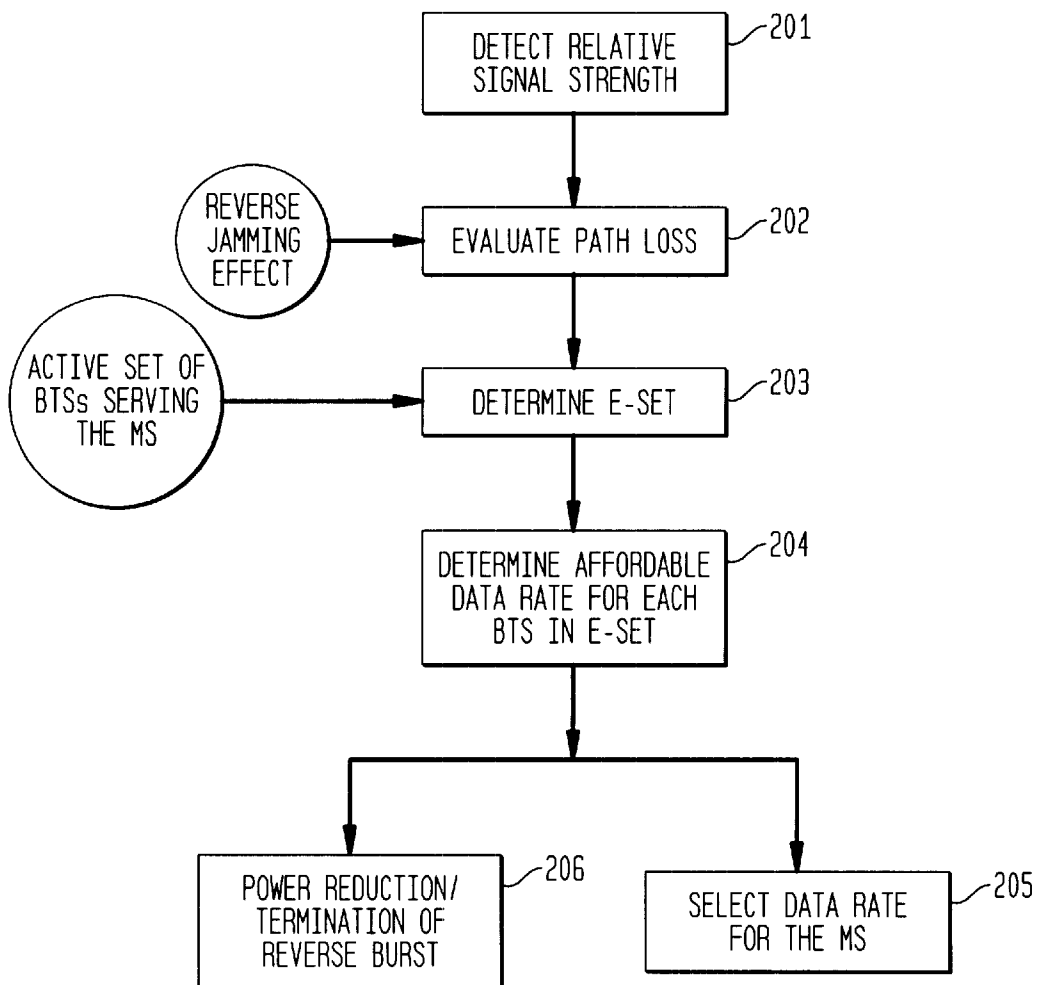 DETECT RELATIVE
SIGNAL STRENGTH
201
REVERSE
JAMMING
EFFECT
EVALUATE PATH LOSS
202
ACTIVE SET OF
BTSs SERVING
THE MS
DETERMINE E-SET
203
DETERMINE AFFORDABLE
DATA RATE FOR EACH
BTS IN E-SET
204
POWER REDUCTION/
TERMINATION OF
REVERSE BURST
206
SELECT DATA RATE
FOR THE MS
205